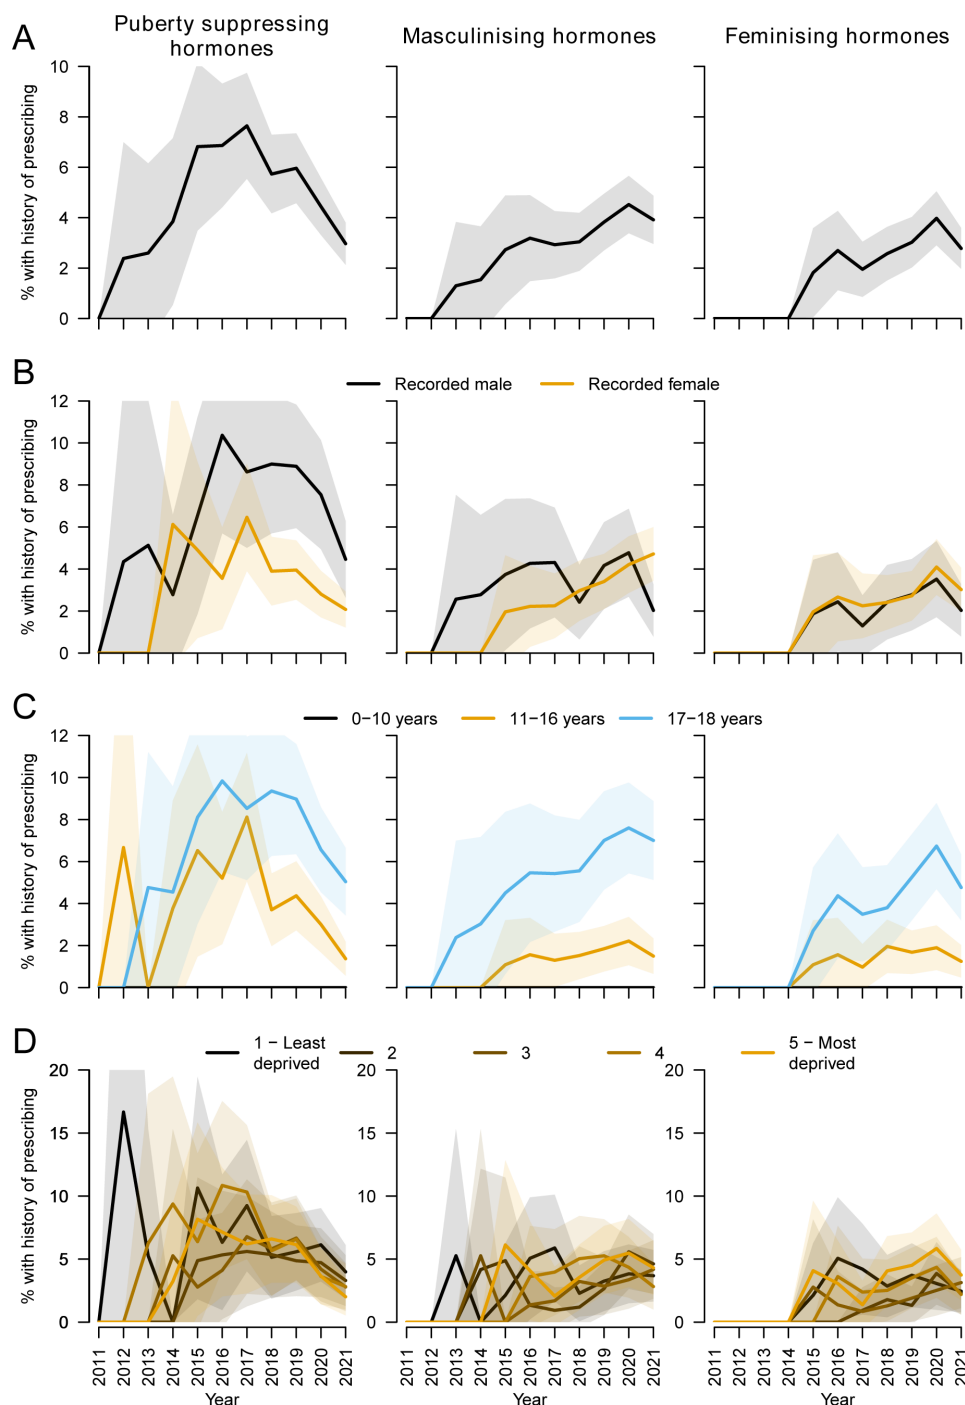 A
Puberty suppressing
hormones
Masculinising hormones
Feminising hormones
% with history of prescribing
10
8
6
4
2
0
B
Recorded male
Recorded female
% with history of prescribing
12
10
8
6
4
2
0
C
0−10 years
11−16 years
17−18 years
% with history of prescribing
12
10
8
6
4
2
0
D
1 − Least
deprived
2
3
4
5 − Most
deprived
% with history of prescribing
20
15
10
5
0
20
15
10
5
0
20
15
10
5
0
2011 2012 2013 2014 2015 2016 2017 2018 2019 2020 2021
Year
2011 2012 2013 2014 2015 2016 2017 2018 2019 2020 2021
Year
2011 2012 2013 2014 2015 2016 2017 2018 2019 2020 2021
Year